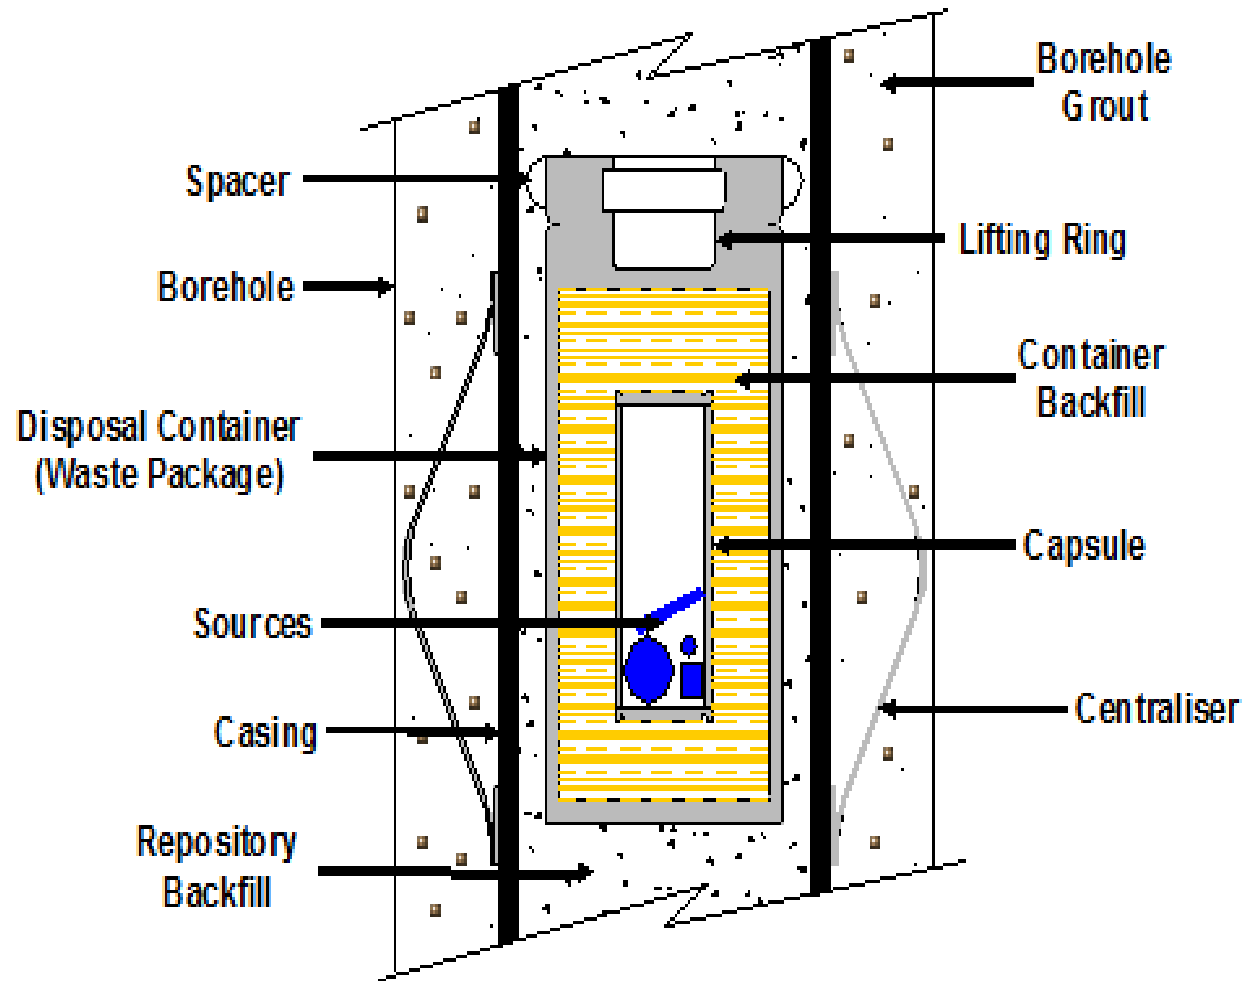 Borehole
Grout
Spacer
Lifting Ring
Borehole
Container
Backfill
Disposal Container
(Waste Package)
Capsule
Sources
Centraliser
Casing
Repository
Backfill